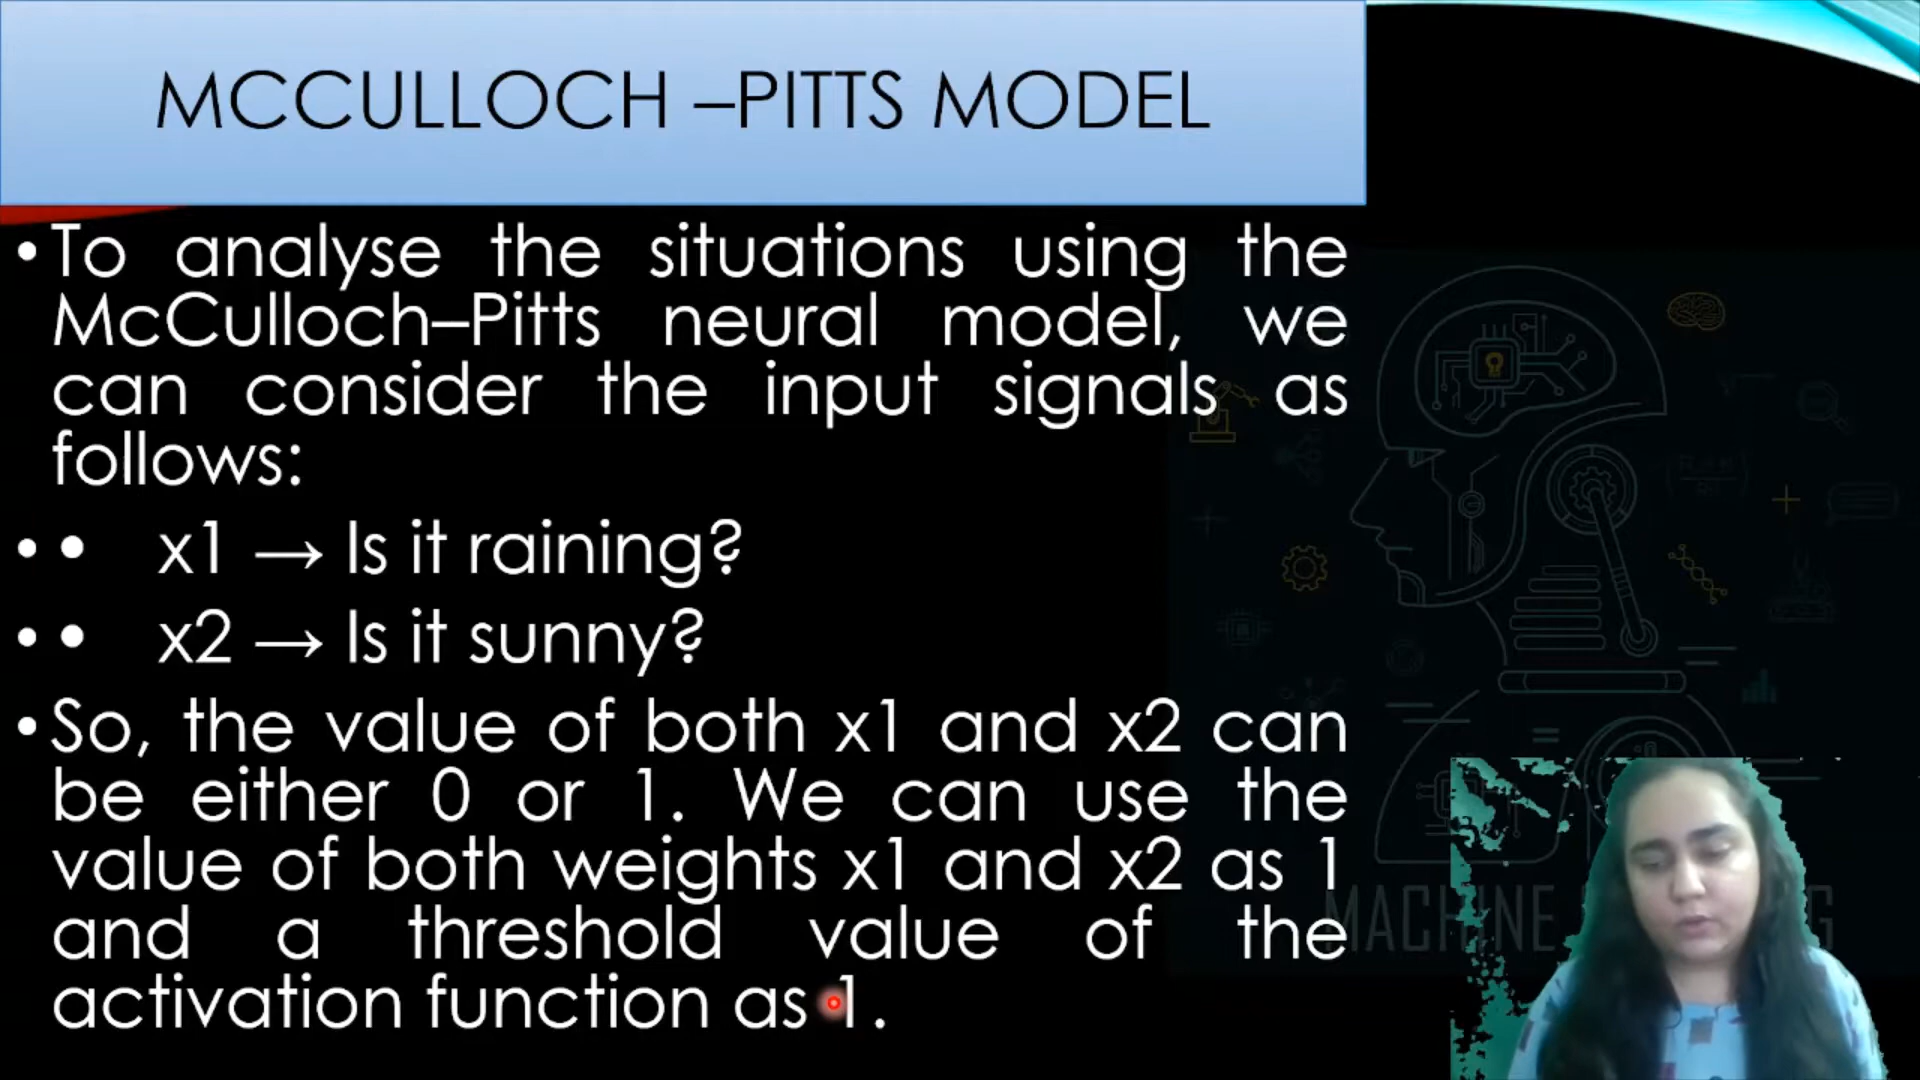 MCCULLOCH –PITTS MODEL
• To analyse the situations using the
McCulloch–Pitts neural model, we
can consider the input signals as
follows:
• • x1 → Is it raining?
• • x2 → Is it sunny?
• So, the value of both x1 and x2 can
be either 0 or 1. We can use the
value of both weights x1 and x2 as 1
and a threshold value of the
activation function as 1.